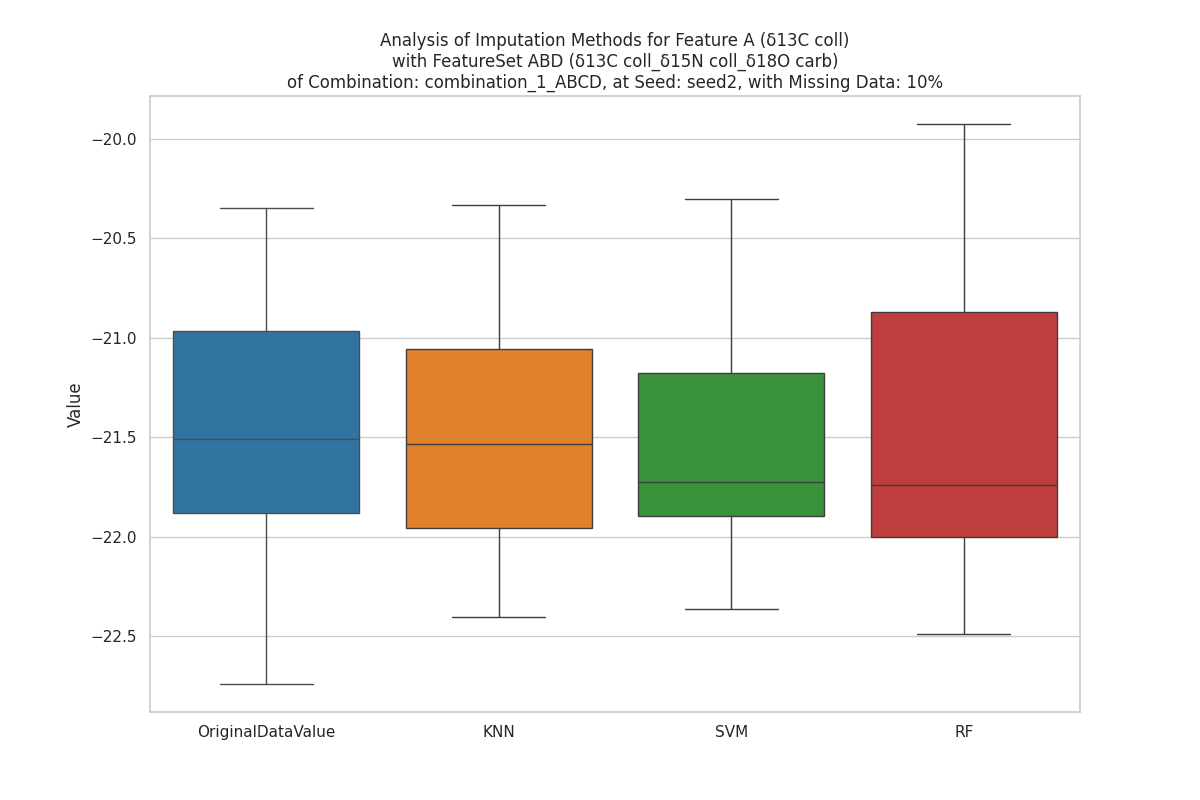 Analysis of Imputation Methods for Feature A (δ13C coll)
with FeatureSet ABD (δ13C coll_δ15N coll_δ18O carb)
of Combination: combination_1_ABCD, at Seed: seed2, with Missing Data: 10%
Value
−20.0
−20.5
−21.0
−21.5
−22.0
−22.5
OriginalDataValue
KNN
SVM
RF